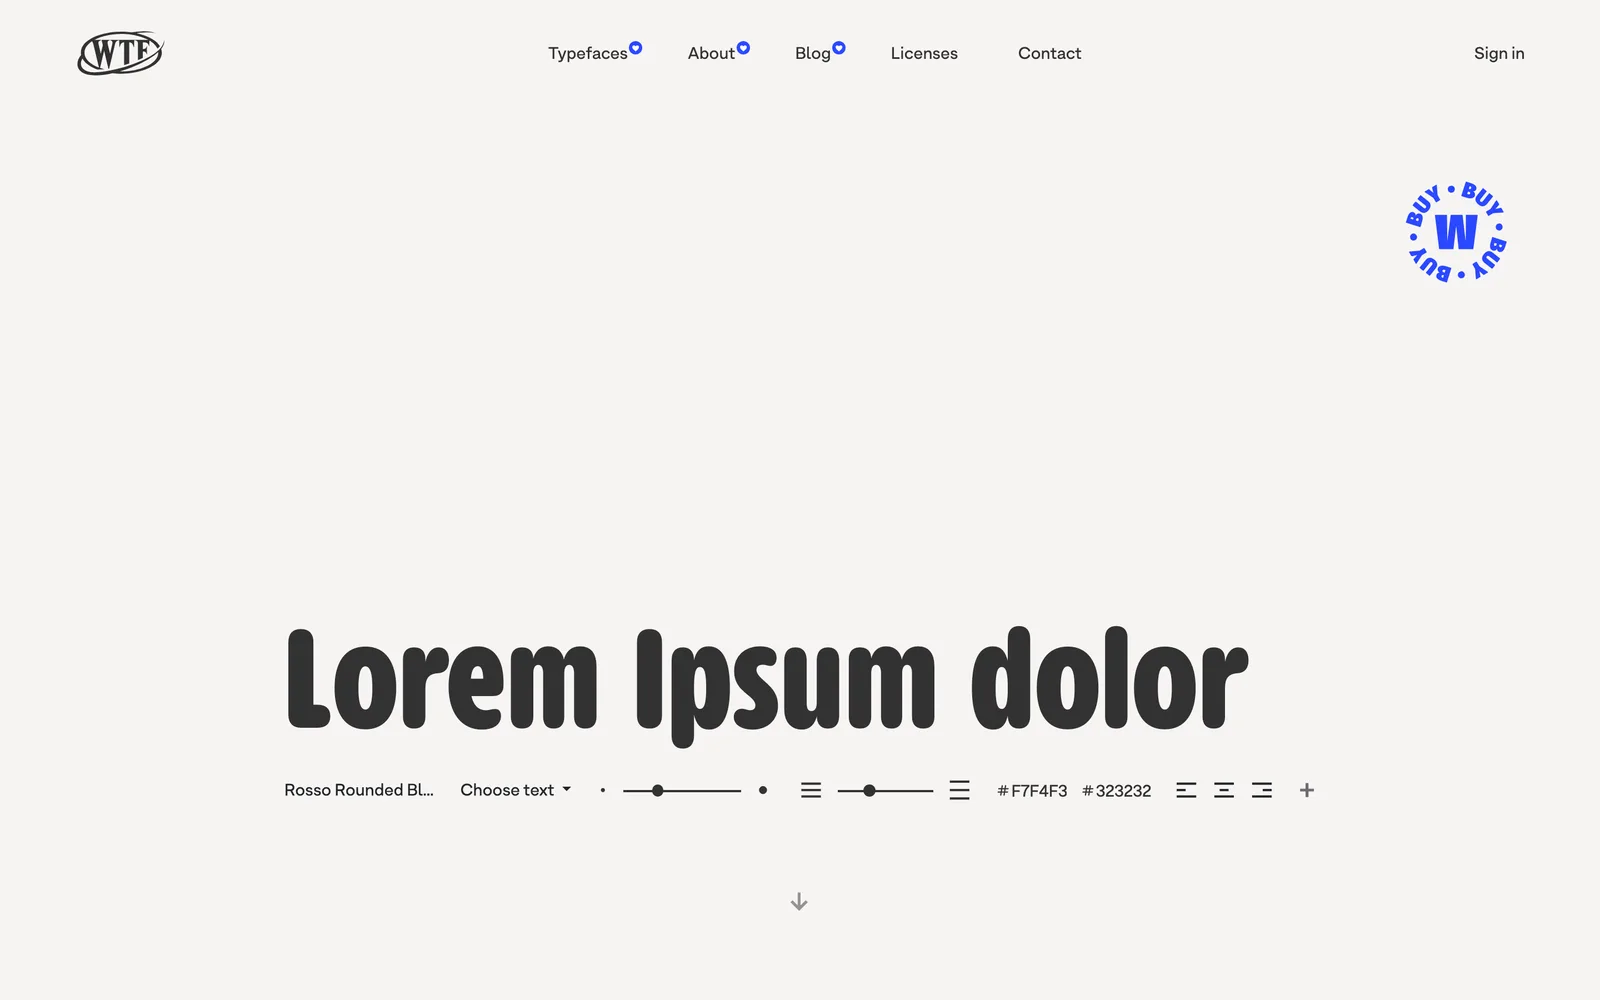 WTF
Typefaces About Blog Licenses Contact
Sign in
BUY • BUY • BUY • BUY •
W
Lorem Ipsum dolor
Rosso Rounded Bl... Choose text #F7F4F3 #323232